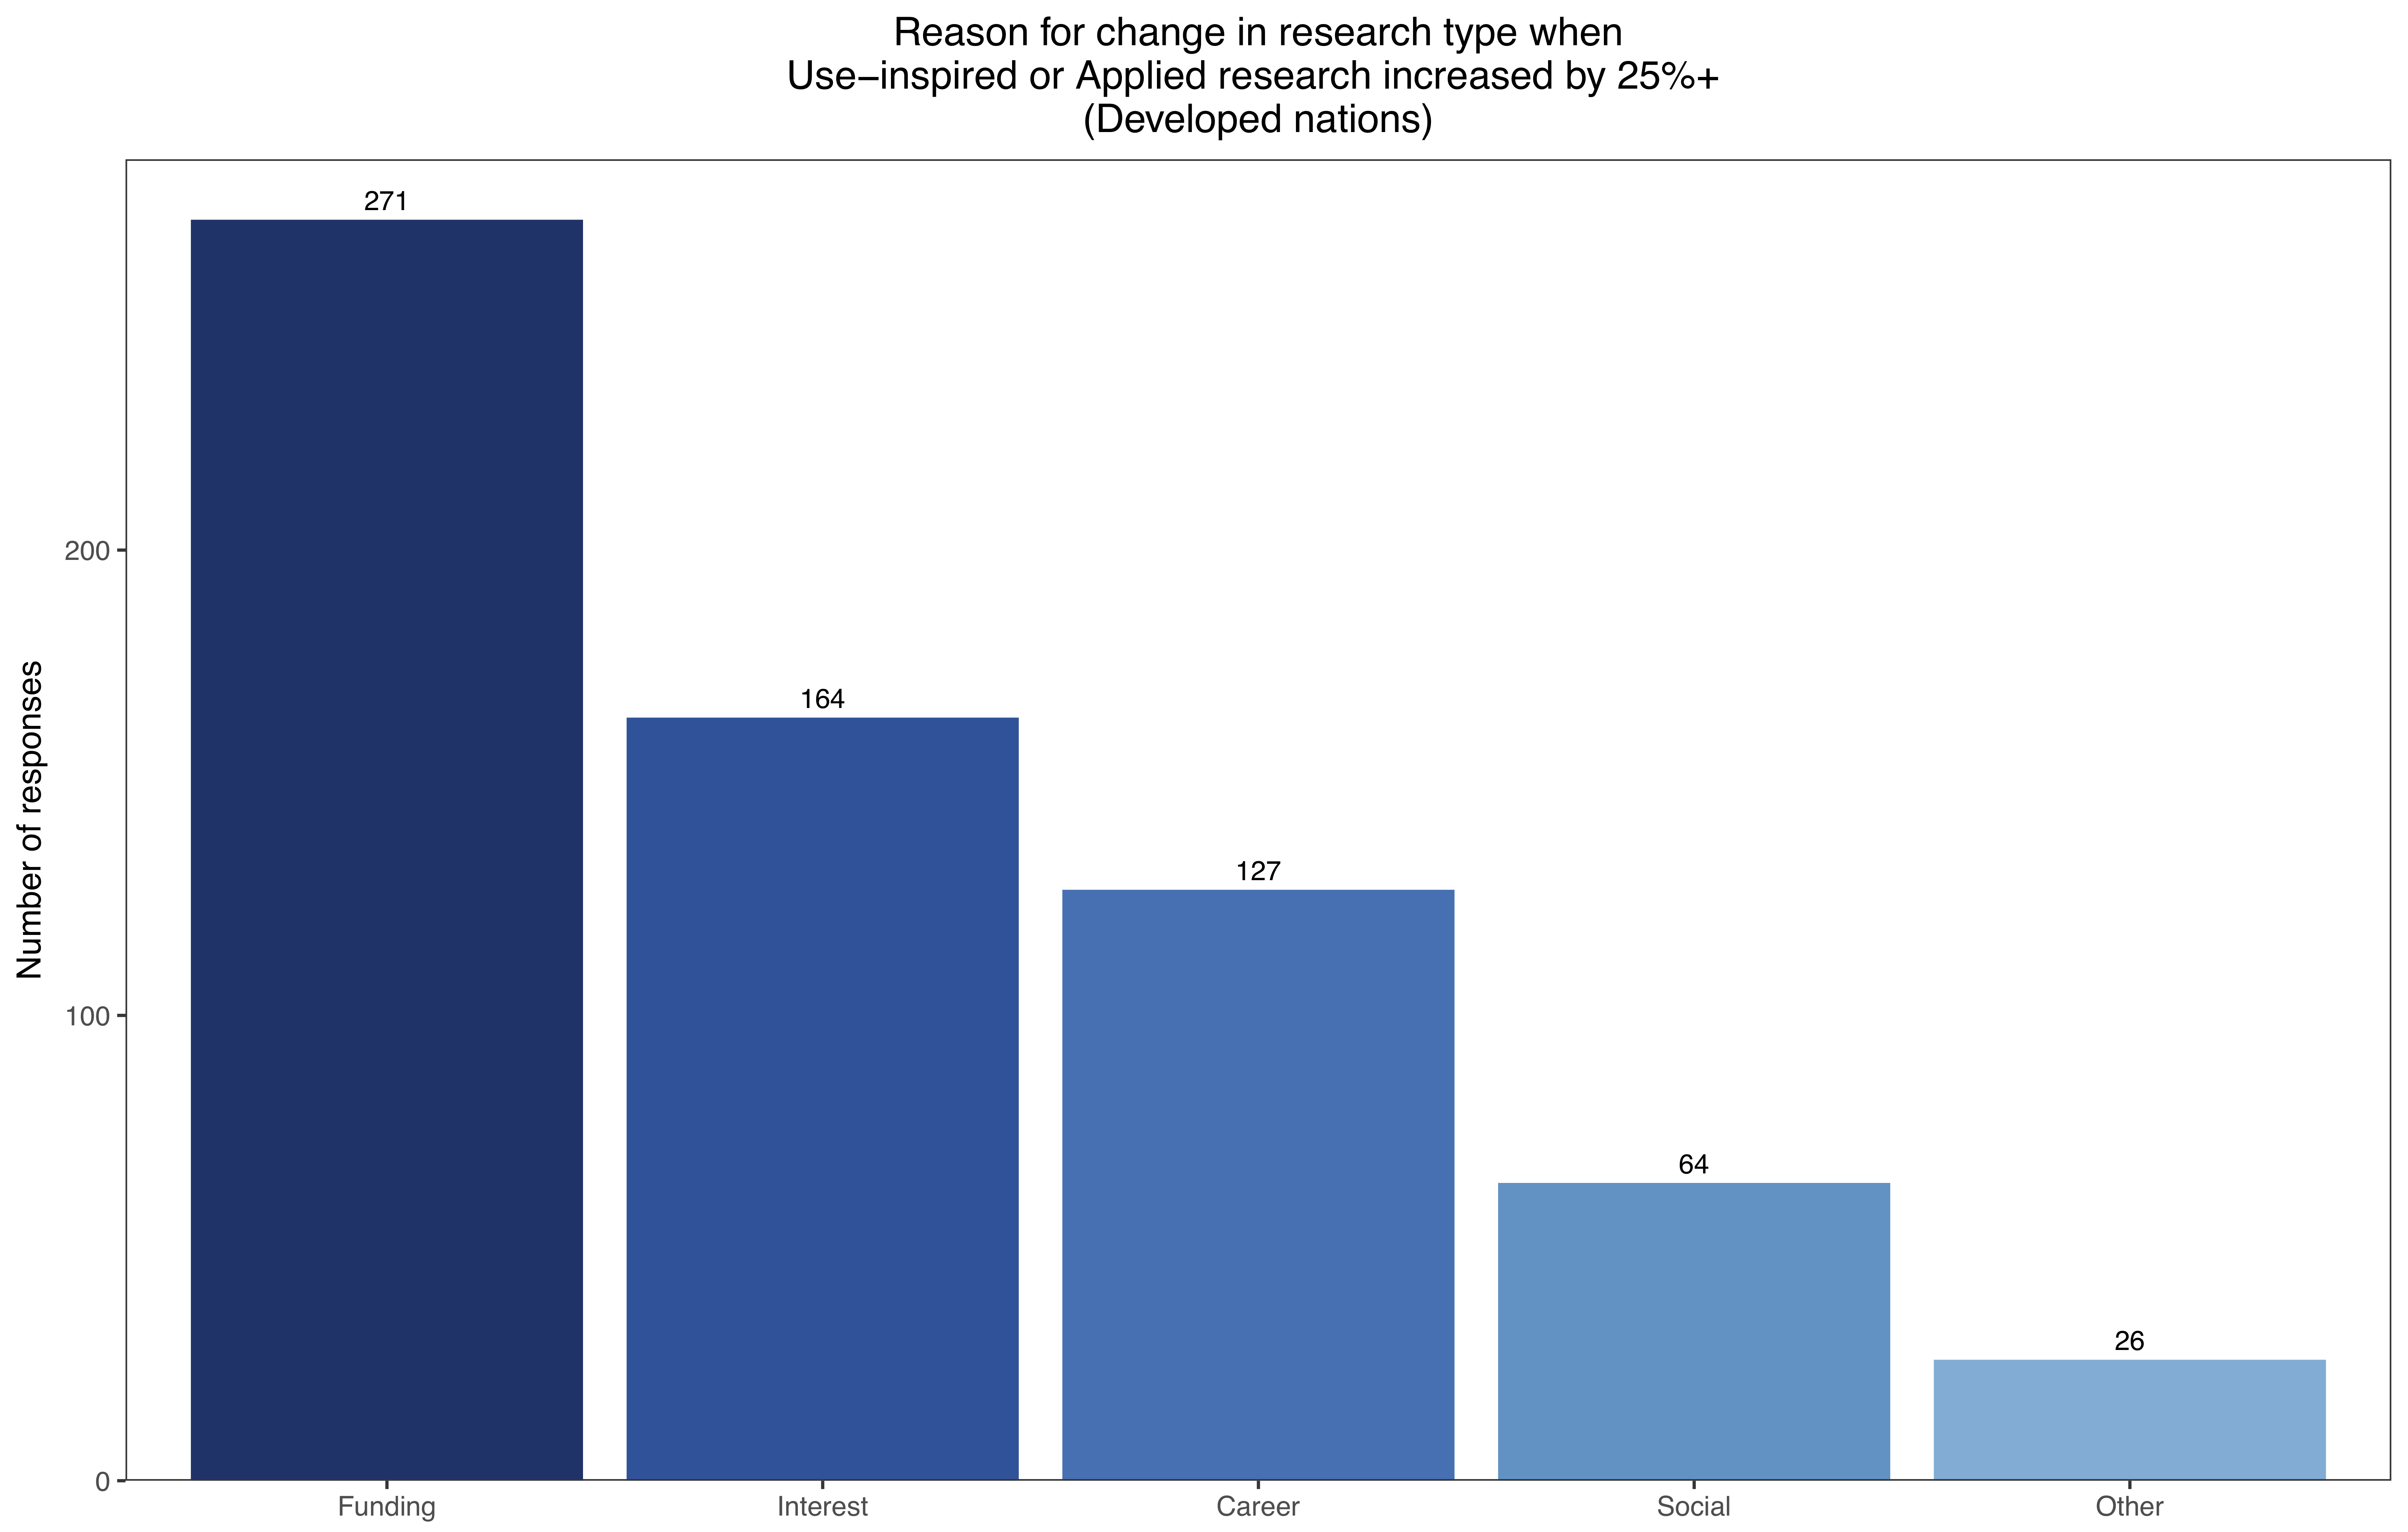 Reason for change in research type when
Use−inspired or Applied research increased by 25%+
(Developed nations)
Number of responses
271
164
127
64
26
200
100
0
Funding
Interest
Career
Social
Other